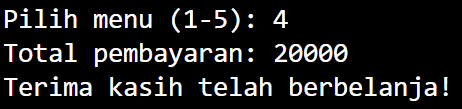 Pilih menu (1-5): 4
Total pembayaran: 20000
Terima kasih telah berbelanja!